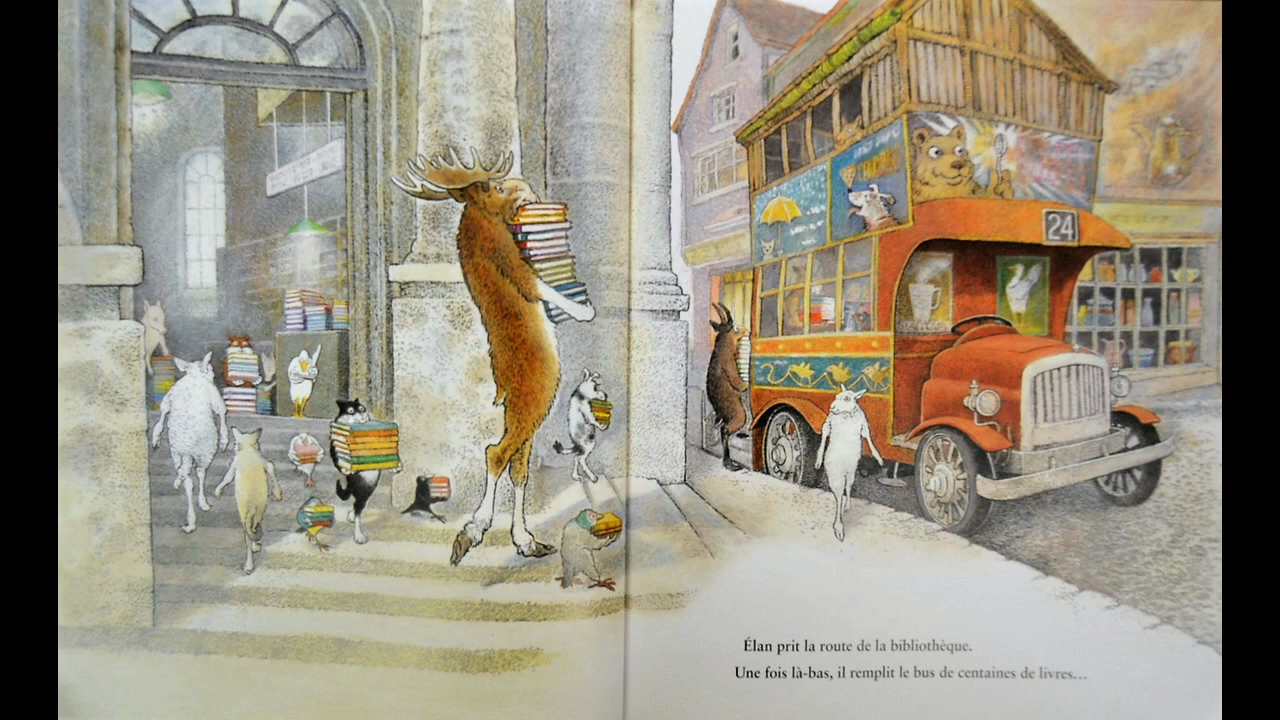 24
Élan prit la route de la bibliothèque.
Une fois là-bas, il remplit le bus de centaines de livres…